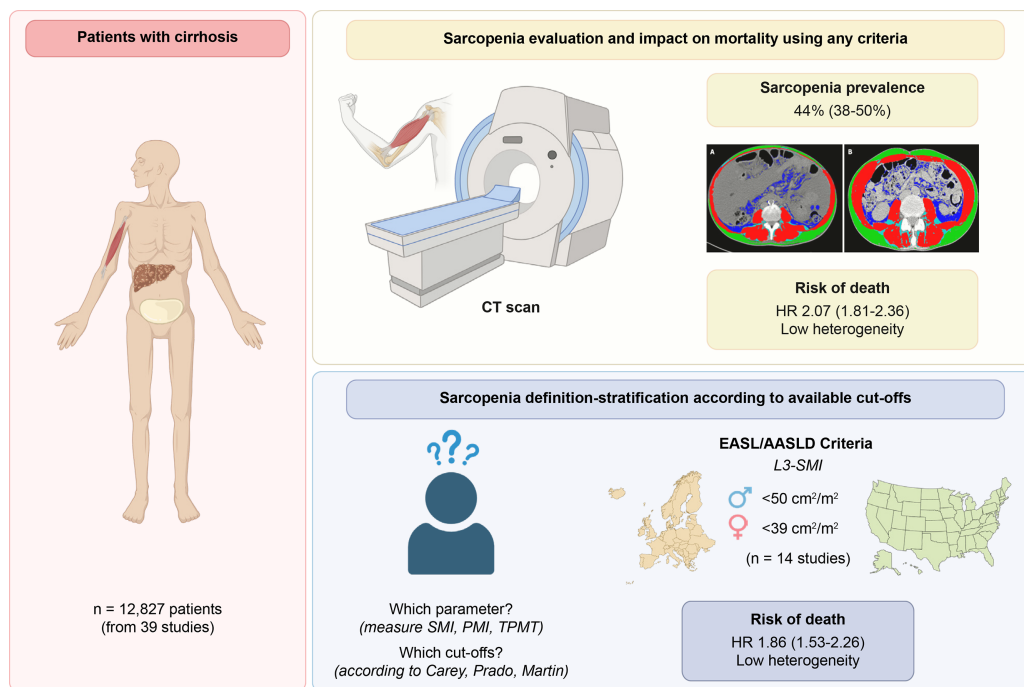 Patients with cirrhosis
n = 12,827 patients
(from 39 studies)
Sarcopenia evaluation and impact on mortality using any criteria
CT scan
Sarcopenia prevalence
44% (38-50%)
A
B
Risk of death
HR 2.07 (1.81-2.36)
Low heterogeneity
Sarcopenia definition-stratification according to available cut-offs
???
Which parameter?
(measure SMI, PMI, TPMT)
Which cut-offs?
(according to Carey, Prado, Martin)
EASL/AASLD Criteria
L3-SMI
♂ <50 cm²/m²
♀ <39 cm²/m²
(n = 14 studies)
Risk of death
HR 1.86 (1.53-2.26)
Low heterogeneity